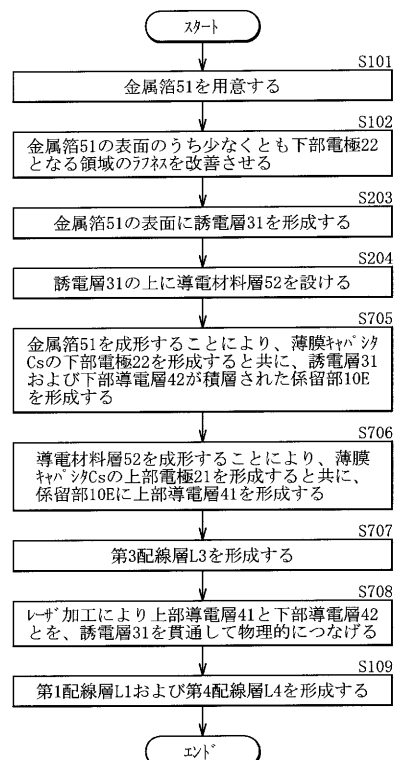 スタート
S101
金属箔51を用意する
S102
金属箔51の表面のうち少なくとも下部電極22
となる領域のラフネスを改善させる
S203
金属箔51の表面に誘電層31を形成する
S204
誘電層31の上に導電材料層52を設ける
S705
金属箔51を成形することにより、薄膜キャパシタ
Csの下部電極22を形成すると共に、誘電層31
および下部導電層42が積層された係留部10E
を形成する
S706
導電材料層52を成形することにより、薄膜
キャパシタCsの上部電極21を形成すると共に、
係留部10Eに上部導電層41を形成する
S707
第3配線層L3を形成する
S708
レーザ加工により上部導電層41と下部導電層42
とを、誘電層31を貫通して物理的につなげる
S109
第1配線層L1および第4配線層L4を形成する
エンド